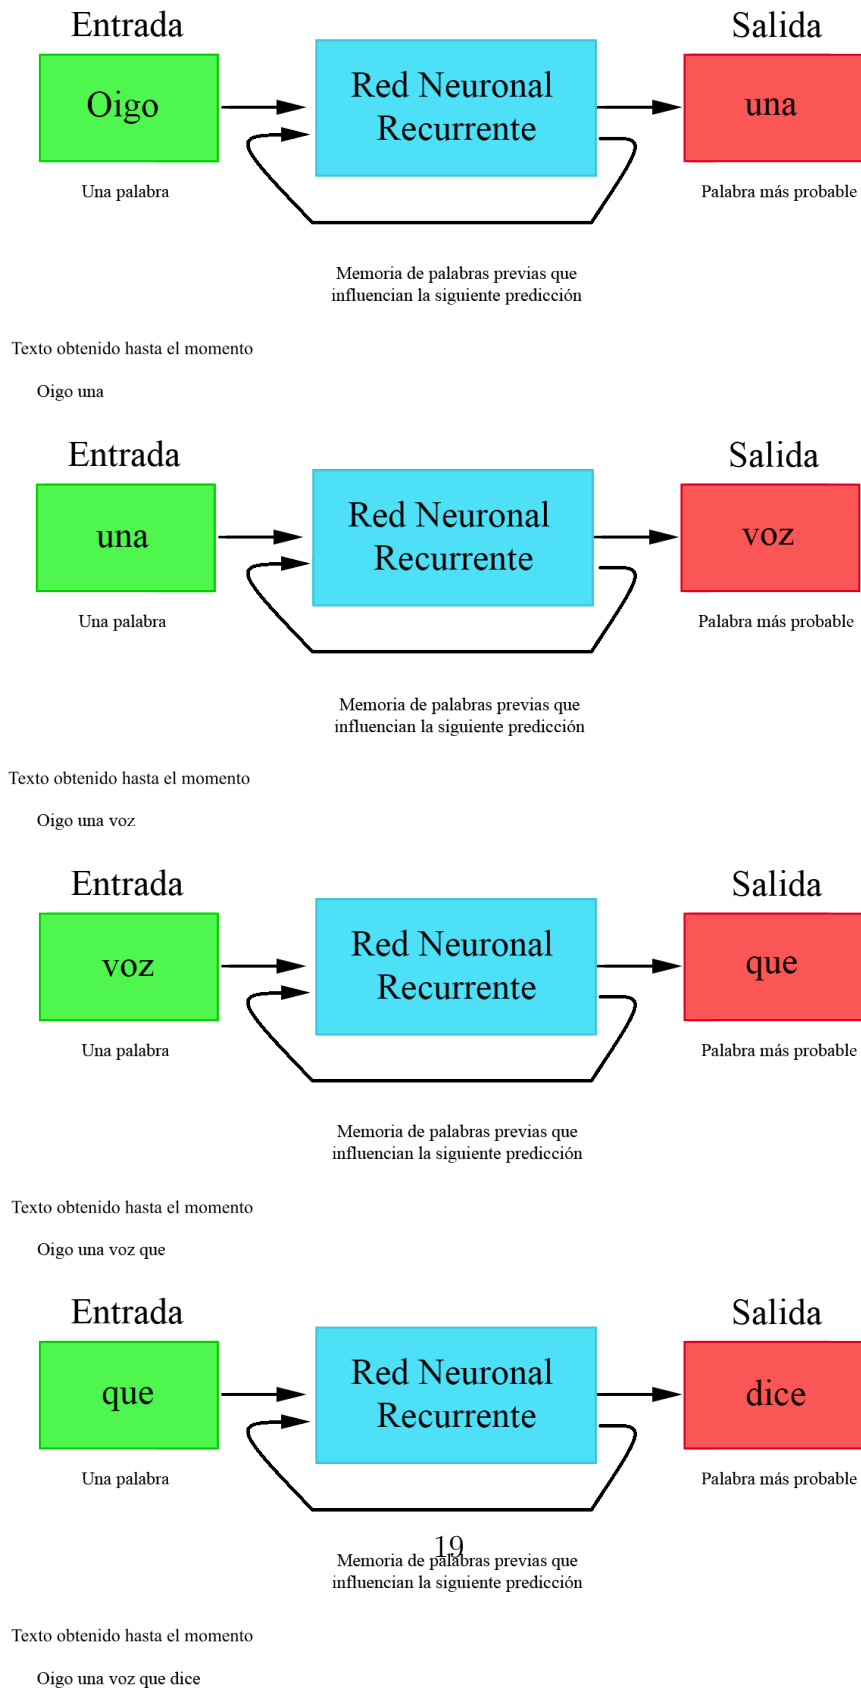 Entrada
Salida
Oigo
Red Neuronal
Recurrente
una
Una palabra
Palabra más probable
Memoria de palabras previas que
influencian la siguiente predicción
Texto obtenido hasta el momento
Oigo una
Entrada
Salida
una
Red Neuronal
Recurrente
voz
Una palabra
Palabra más probable
Memoria de palabras previas que
influencian la siguiente predicción
Texto obtenido hasta el momento
Oigo una voz
Entrada
Salida
voz
Red Neuronal
Recurrente
que
Una palabra
Palabra más probable
Memoria de palabras previas que
influencian la siguiente predicción
Texto obtenido hasta el momento
Oigo una voz que
Entrada
Salida
que
Red Neuronal
Recurrente
dice
Una palabra
Palabra más probable
19
Memoria de palabras previas que
influencian la siguiente predicción
Texto obtenido hasta el momento
Oigo una voz que dice